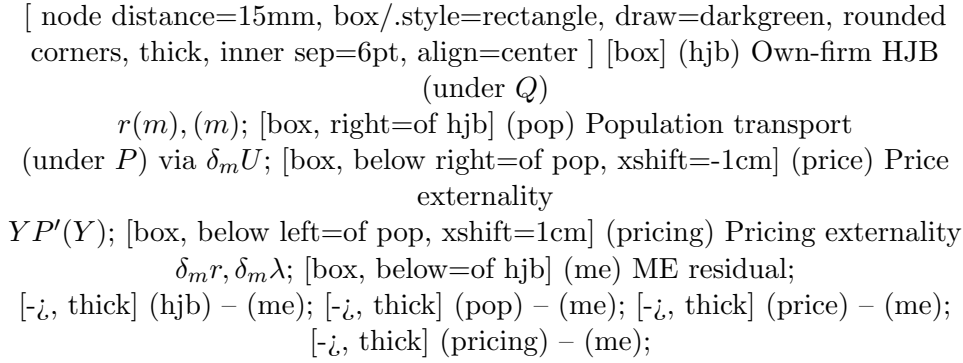 [ node distance=15mm, box/.style=rectangle, draw=darkgreen, rounded
corners, thick, inner sep=6pt, align=center ] [box] (hjb) Own-firm HJB
(under Q)
r(m), (m); [box, right=of hjb] (pop) Population transport
(under P) via δₘU; [box, below right=of pop, xshift=-1cm] (price) Price
externality
Y P′(Y); [box, below left=of pop, xshift=1cm] (pricing) Pricing externality
δₘr, δₘλ; [box, below=of hjb] (me) ME residual;
[-¿, thick] (hjb) – (me); [-¿, thick] (pop) – (me); [-¿, thick] (price) – (me);
[-¿, thick] (pricing) – (me);